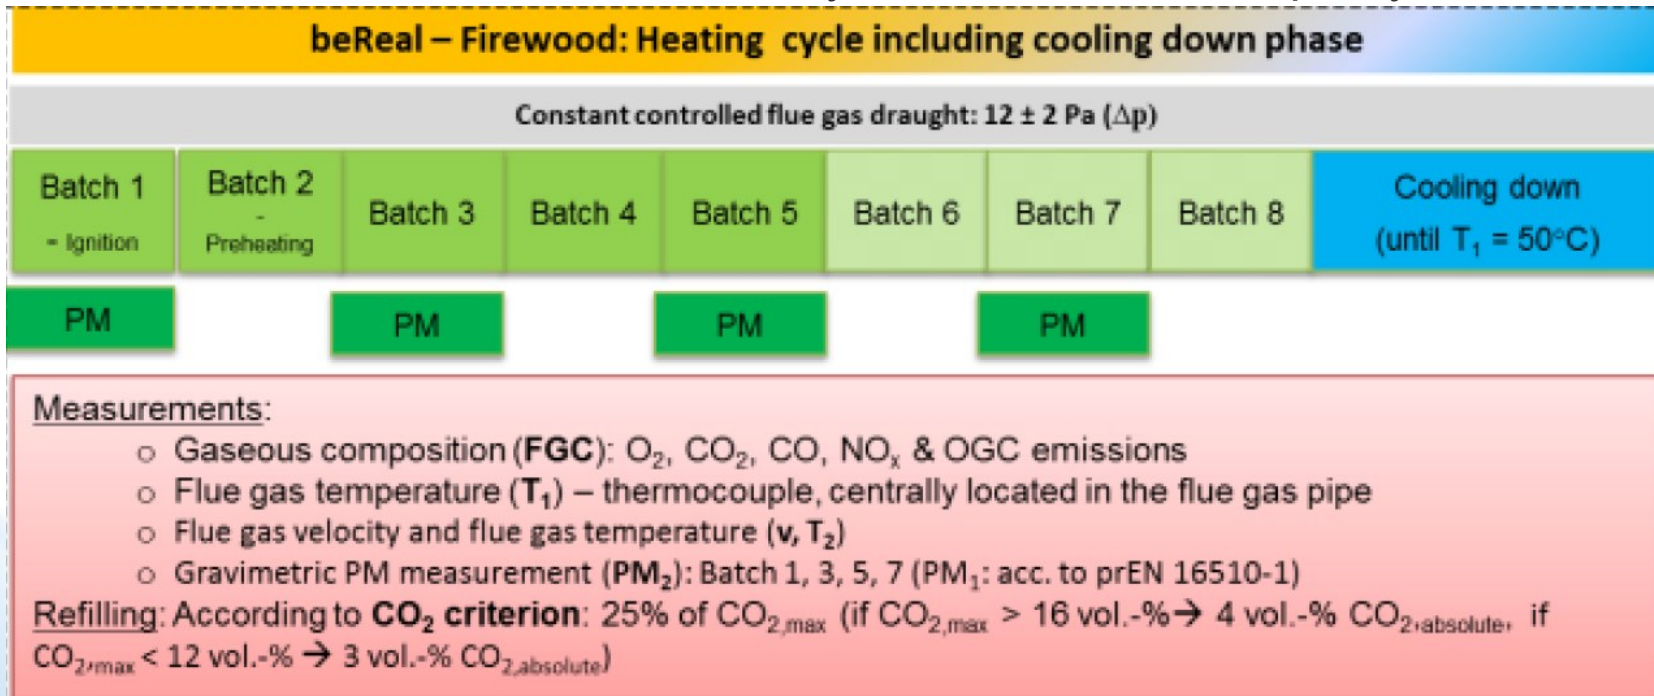 beReal – Firewood: Heating cycle including cooling down phase
Constant controlled flue gas draught: 12 ± 2 Pa (Δp)
Batch 1
- Ignition
Batch 2
-
Preheating
Batch 3
Batch 4
Batch 5
Batch 6
Batch 7
Batch 8
Cooling down
(until T₁ = 50°C)
PM
PM
PM
PM
Measurements:
o Gaseous composition (FGC): O₂, CO₂, CO, NOₓ & OGC emissions
o Flue gas temperature (T₁) – thermocouple, centrally located in the flue gas pipe
o Flue gas velocity and flue gas temperature (v, T₂)
o Gravimetric PM measurement (PM₂): Batch 1, 3, 5, 7 (PM₁: acc. to prEN 16510-1)
Refilling: According to CO₂ criterion: 25% of CO₂,max (if CO₂,max > 16 vol.-%→ 4 vol.-% CO₂,absolute, if
CO₂,max < 12 vol.-% → 3 vol.-% CO₂,absolute)